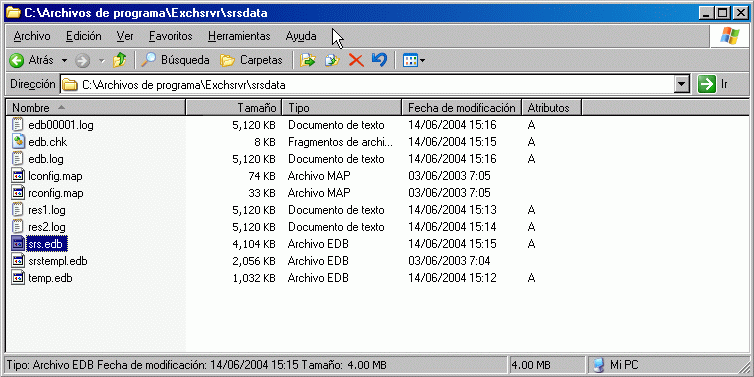 C:\Archivos de programa\Exchsrvr\srsdata
Archivo Edición Ver Favoritos Herramientas Ayuda
Atrás Búsqueda Carpetas
Dirección C:\Archivos de programa\Exchsrvr\srsdata Ir
Nombre Tamaño Tipo Fecha de modificación Atributos
edb00001.log 5,120 KB Documento de texto 14/06/2004 15:16 A
edb.chk 8 KB Fragmentos de archi... 14/06/2004 15:15 A
edb.log 5,120 KB Documento de texto 14/06/2004 15:16 A
lconfig.map 74 KB Archivo MAP 03/06/2003 7:05
rconfig.map 33 KB Archivo MAP 03/06/2003 7:05
res1.log 5,120 KB Documento de texto 14/06/2004 15:13 A
res2.log 5,120 KB Documento de texto 14/06/2004 15:14 A
srs.edb 4,104 KB Archivo EDB 14/06/2004 15:15 A
srstempl.edb 2,056 KB Archivo EDB 03/06/2003 7:04
temp.edb 1,032 KB Archivo EDB 14/06/2004 15:12 A
Tipo: Archivo EDB Fecha de modificación: 14/06/2004 15:15 Tamaño: 4.00 MB 4.00 MB Mi PC